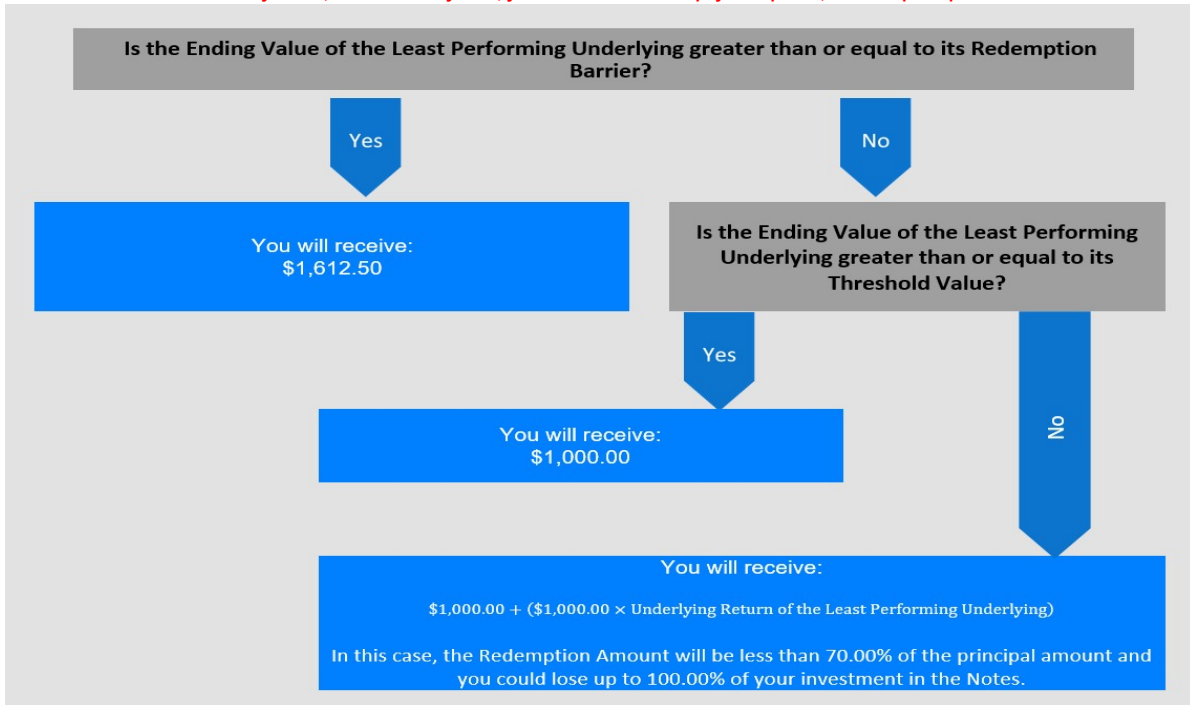 Is the Ending Value of the Least Performing Underlying greater than or equal to its Redemption
Barrier?
Yes
No
You will receive:
$1,612.50
Is the Ending Value of the Least Performing
Underlying greater than or equal to its
Threshold Value?
Yes
No
You will receive:
$1,000.00
You will receive:
$1,000.00 + ($1,000.00 × Underlying Return of the Least Performing Underlying)
In this case, the Redemption Amount will be less than 70.00% of the principal amount and
you could lose up to 100.00% of your investment in the Notes.